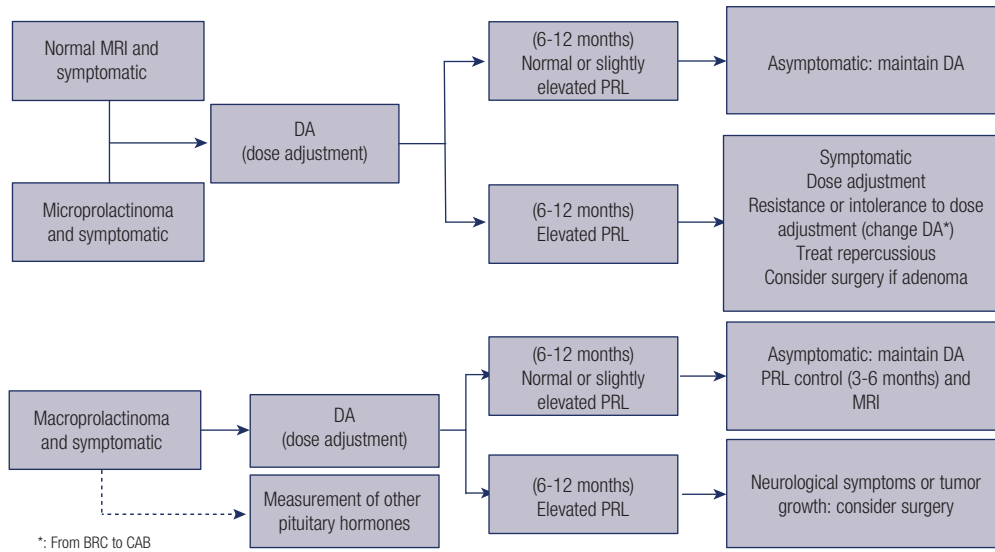 Normal MRI and
symptomatic
Microprolactinoma
and symptomatic
DA
(dose adjustment)
(6-12 months)
Normal or slightly
elevated PRL
Asymptomatic: maintain DA
(6-12 months)
Elevated PRL
Symptomatic
Dose adjustment
Resistance or intolerance to dose
adjustment (change DA*)
Treat repercussious
Consider surgery if adenoma
Macroprolactinoma
and symptomatic
DA
(dose adjustment)
Measurement of other
pituitary hormones
(6-12 months)
Normal or slightly
elevated PRL
Asymptomatic: maintain DA
PRL control (3-6 months) and
MRI
(6-12 months)
Elevated PRL
Neurological symptoms or tumor
growth: consider surgery
*: From BRC to CAB